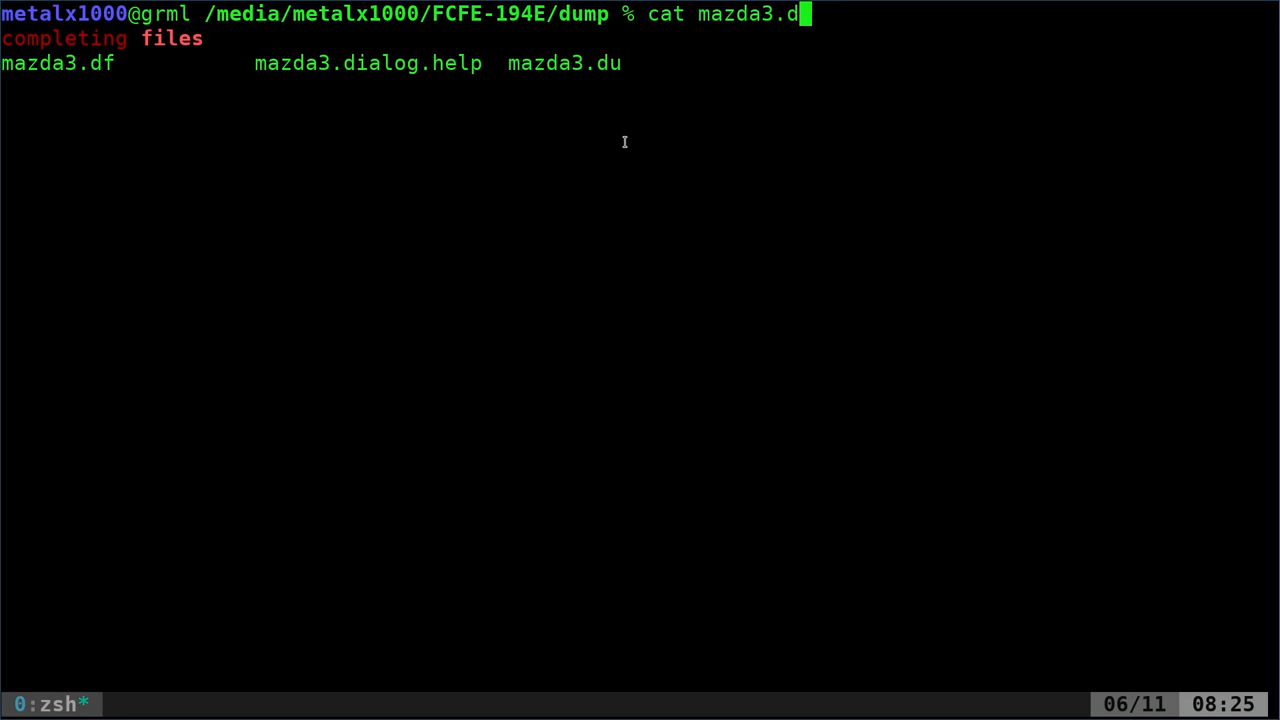 metalx1000@grml /media/metalx1000/FCFE-194E/dump % cat mazda3.d
completing files
mazda3.df mazda3.dialog.help mazda3.du
0:zsh* 06/11 08:25